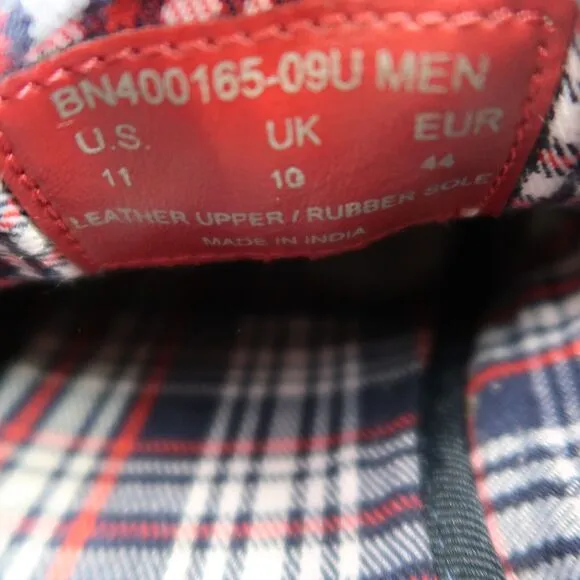 BN400165-09U MEN
U.S. UK EUR
11 10 44
LEATHER UPPER / RUBBER SOLE
MADE IN INDIA